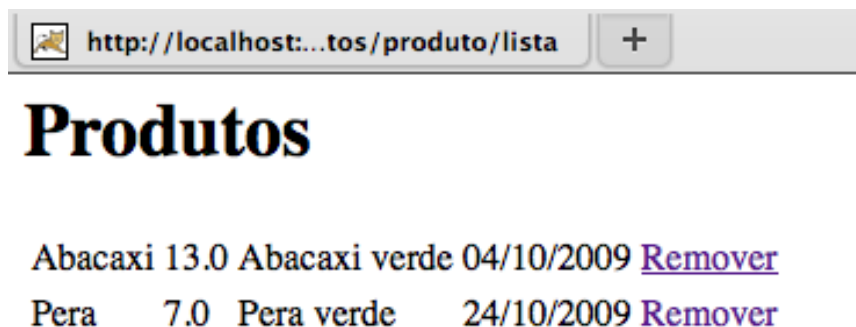 http://localhost:...tos/produto/lista +
Produtos
Abacaxi 13.0 Abacaxi verde 04/10/2009 Remover
Pera 7.0 Pera verde 24/10/2009 Remover